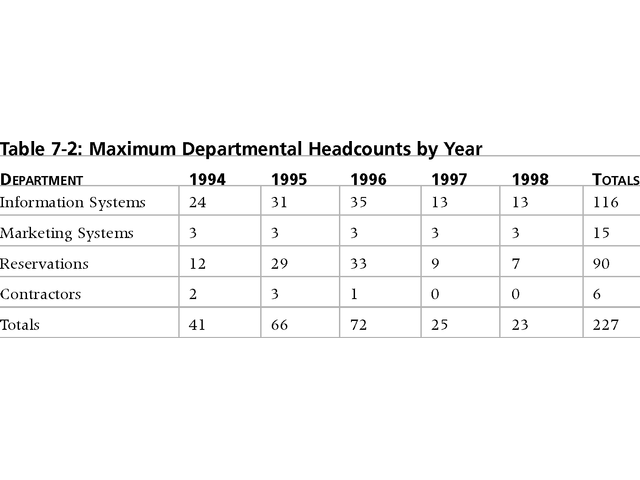 Table 7-2: Maximum Departmental Headcounts by Year
DEPARTMENT 1994 1995 1996 1997 1998 TOTALS
Information Systems 24 31 35 13 13 116
Marketing Systems 3 3 3 3 3 15
Reservations 12 29 33 9 7 90
Contractors 2 3 1 0 0 6
Totals 41 66 72 25 23 227